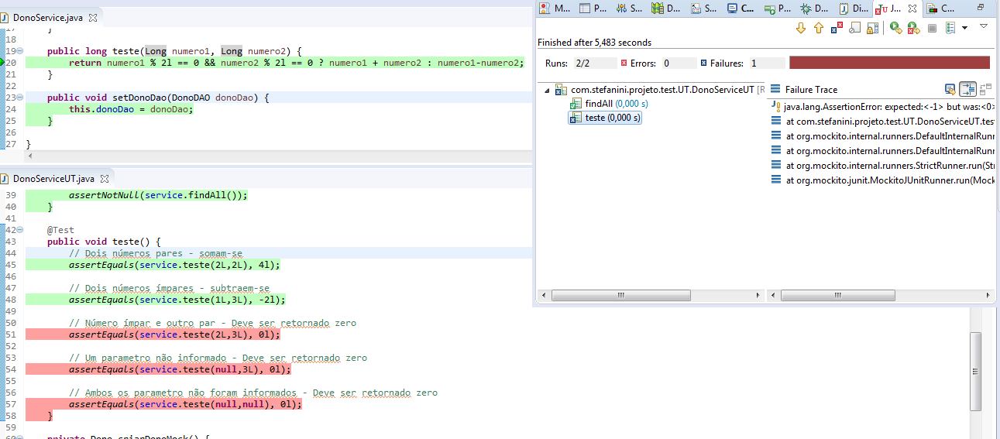 DonoService.java
17 }
18
19 public long teste(Long numero1, Long numero2) {
20 return numero1 % 2l == 0 && numero2 % 2l == 0 ? numero1 + numero2 : numero1-numero2;
21 }
22
23 public void setDonoDao(DonoDAO donoDao) {
24 this.donoDao = donoDao;
25 }
26
27 }
DonoServiceUT.java
39 assertNotNull(service.findAll());
40 }
41
42 @Test
43 public void teste() {
44 // Dois números pares - somam-se
45 assertEquals(service.teste(2L,2L), 4l);
46
47 // Dois números ímpares - subtraem-se
48 assertEquals(service.teste(1L,3L), -2l);
49
50 // Número ímpar e outro par - Deve ser retornado zero
51 assertEquals(service.teste(2L,3L), 0l);
52
53 // Um parametro não informado - Deve ser retornado zero
54 assertEquals(service.teste(null,3L), 0l);
55
56 // Ambos os parametro não foram informados - Deve ser retornado zero
57 assertEquals(service.teste(null,null), 0l);
58 }
59
60 private Dono criarDonoMock() {
M... P... S... D... S... C... P... D... Di... J... C...
Finished after 5,483 seconds
Runs: 2/2 Errors: 0 Failures: 1
com.stefanini.projeto.test.UT.DonoServiceUT [R
findAll (0,000 s)
teste (0,000 s)
Failure Trace
java.lang.AssertionError: expected:<-1> but was:<0>
at com.stefanini.projeto.test.UT.DonoServiceUT.tes
at org.mockito.internal.runners.DefaultInternalRunn
at org.mockito.internal.runners.DefaultInternalRunn
at org.mockito.internal.runners.StrictRunner.run(St
at org.mockito.junit.MockitoJUnitRunner.run(Mock